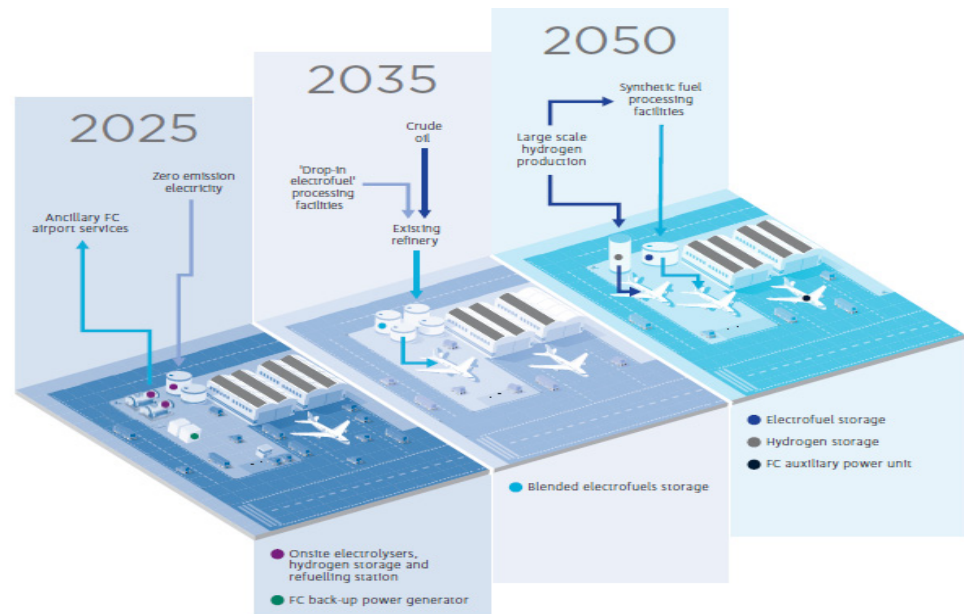 2025
Zero emission
electricity
Ancillary FC
airport services
Onsite electrolysers,
hydrogen storage and
refuelling station
FC back-up power generator
2035
Crude
oil
'Drop-in
electrofuel'
processing
facilities
Existing
refinery
Blended electrofuels storage
2050
Synthetic fuel
processing
facilities
Large scale
hydrogen
production
Electrofuel storage
Hydrogen storage
FC auxiliary power unit